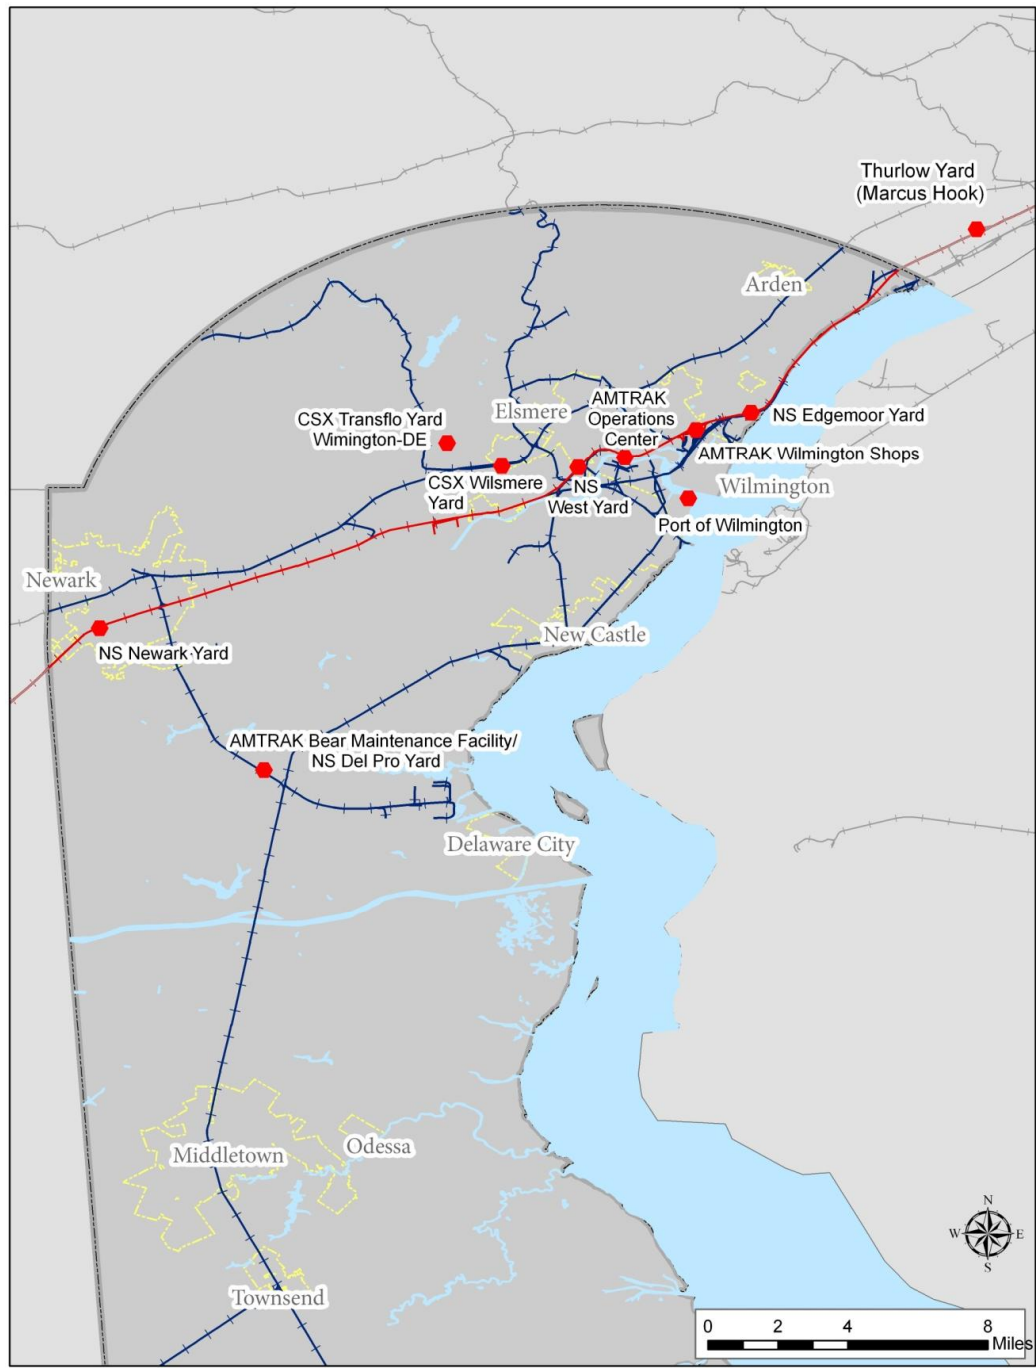 Thurlow Yard
(Marcus Hook)
Arden
CSX Transflo Yard
Wimington-DE
Elsmere
AMTRAK
Operations
Center
NS Edgemoor Yard
AMTRAK Wilmington Shops
CSX Wilsmere
Yard
NS
West Yard
Wilmington
Port of Wilmington
Newark
NS Newark Yard
New Castle
AMTRAK Bear Maintenance Facility/
NS Del Pro Yard
Delaware City
Middletown
Odessa
Townsend
N
W
E
S
0 2 4 8
Miles